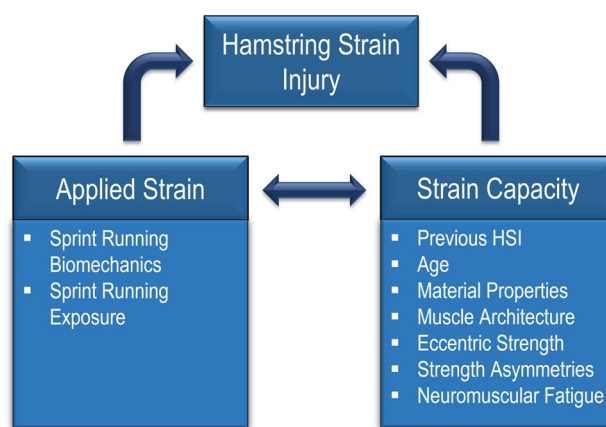 Hamstring Strain
Injury
Applied Strain
▪ Sprint Running
Biomechanics
▪ Sprint Running
Exposure
Strain Capacity
▪ Previous HSI
▪ Age
▪ Material Properties
▪ Muscle Architecture
▪ Eccentric Strength
▪ Strength Asymmetries
▪ Neuromuscular Fatigue